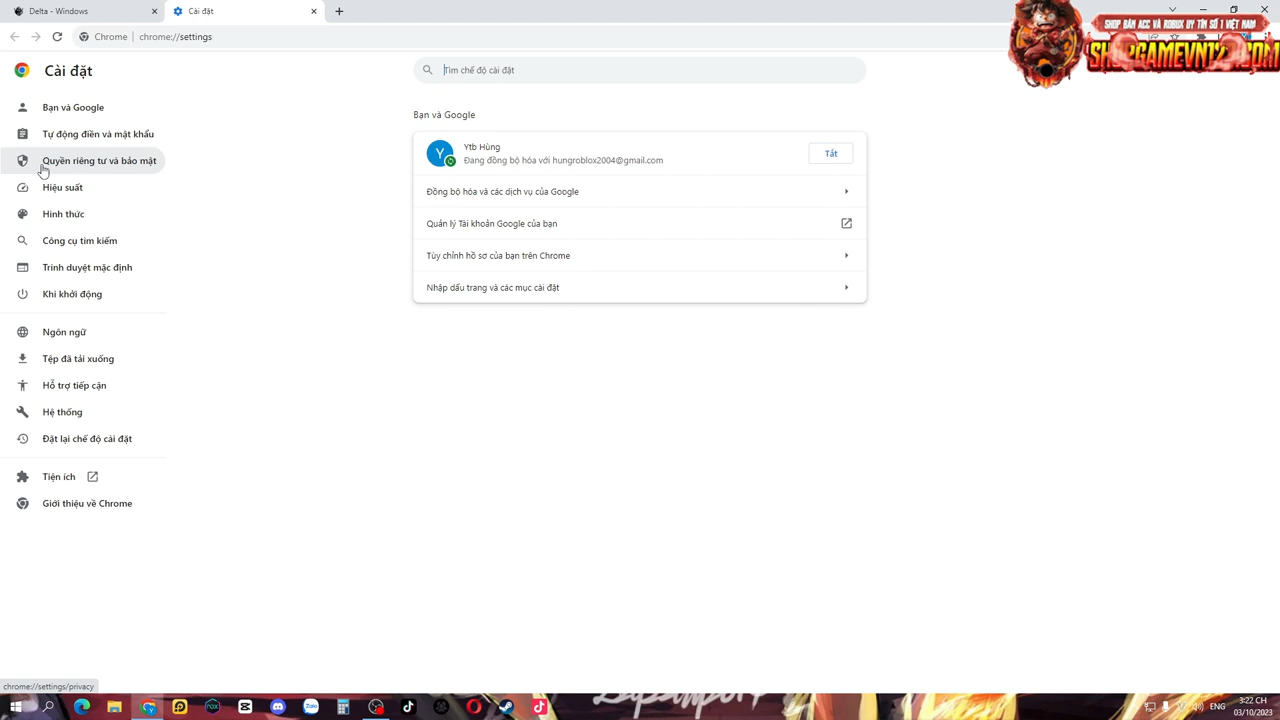 Delta - Windows
Cài đặt
SHOP BÁN ACC VÀ ROBUX UY TÍN SỐ 1 VIỆT NAM
SHOPGAMEVN123.COM
Chrome
chrome://settings
Cài đặt
Tìm chế độ cài đặt
Bạn và Google
Tự động điền và mật khẩu
Quyền riêng tư và bảo mật
Hiệu suất
Hình thức
Công cụ tìm kiếm
Trình duyệt mặc định
Khi khởi động
Ngôn ngữ
Tệp đã tải xuống
Hỗ trợ tiếp cận
Hệ thống
Đặt lại chế độ cài đặt
Tiện ích
Giới thiệu về Chrome
Bạn và Google
Y
Ytb Hùng
Đang đồng bộ hóa với hungroblox2004@gmail.com
Tắt
Đồng bộ hóa và các dịch vụ của Google
Quản lý Tài khoản Google của bạn
Tùy chỉnh hồ sơ của bạn trên Chrome
Nhập dấu trang và các mục cài đặt
chrome://settings/privacy
Zalo
ENG
3:22 CH
03/10/2023